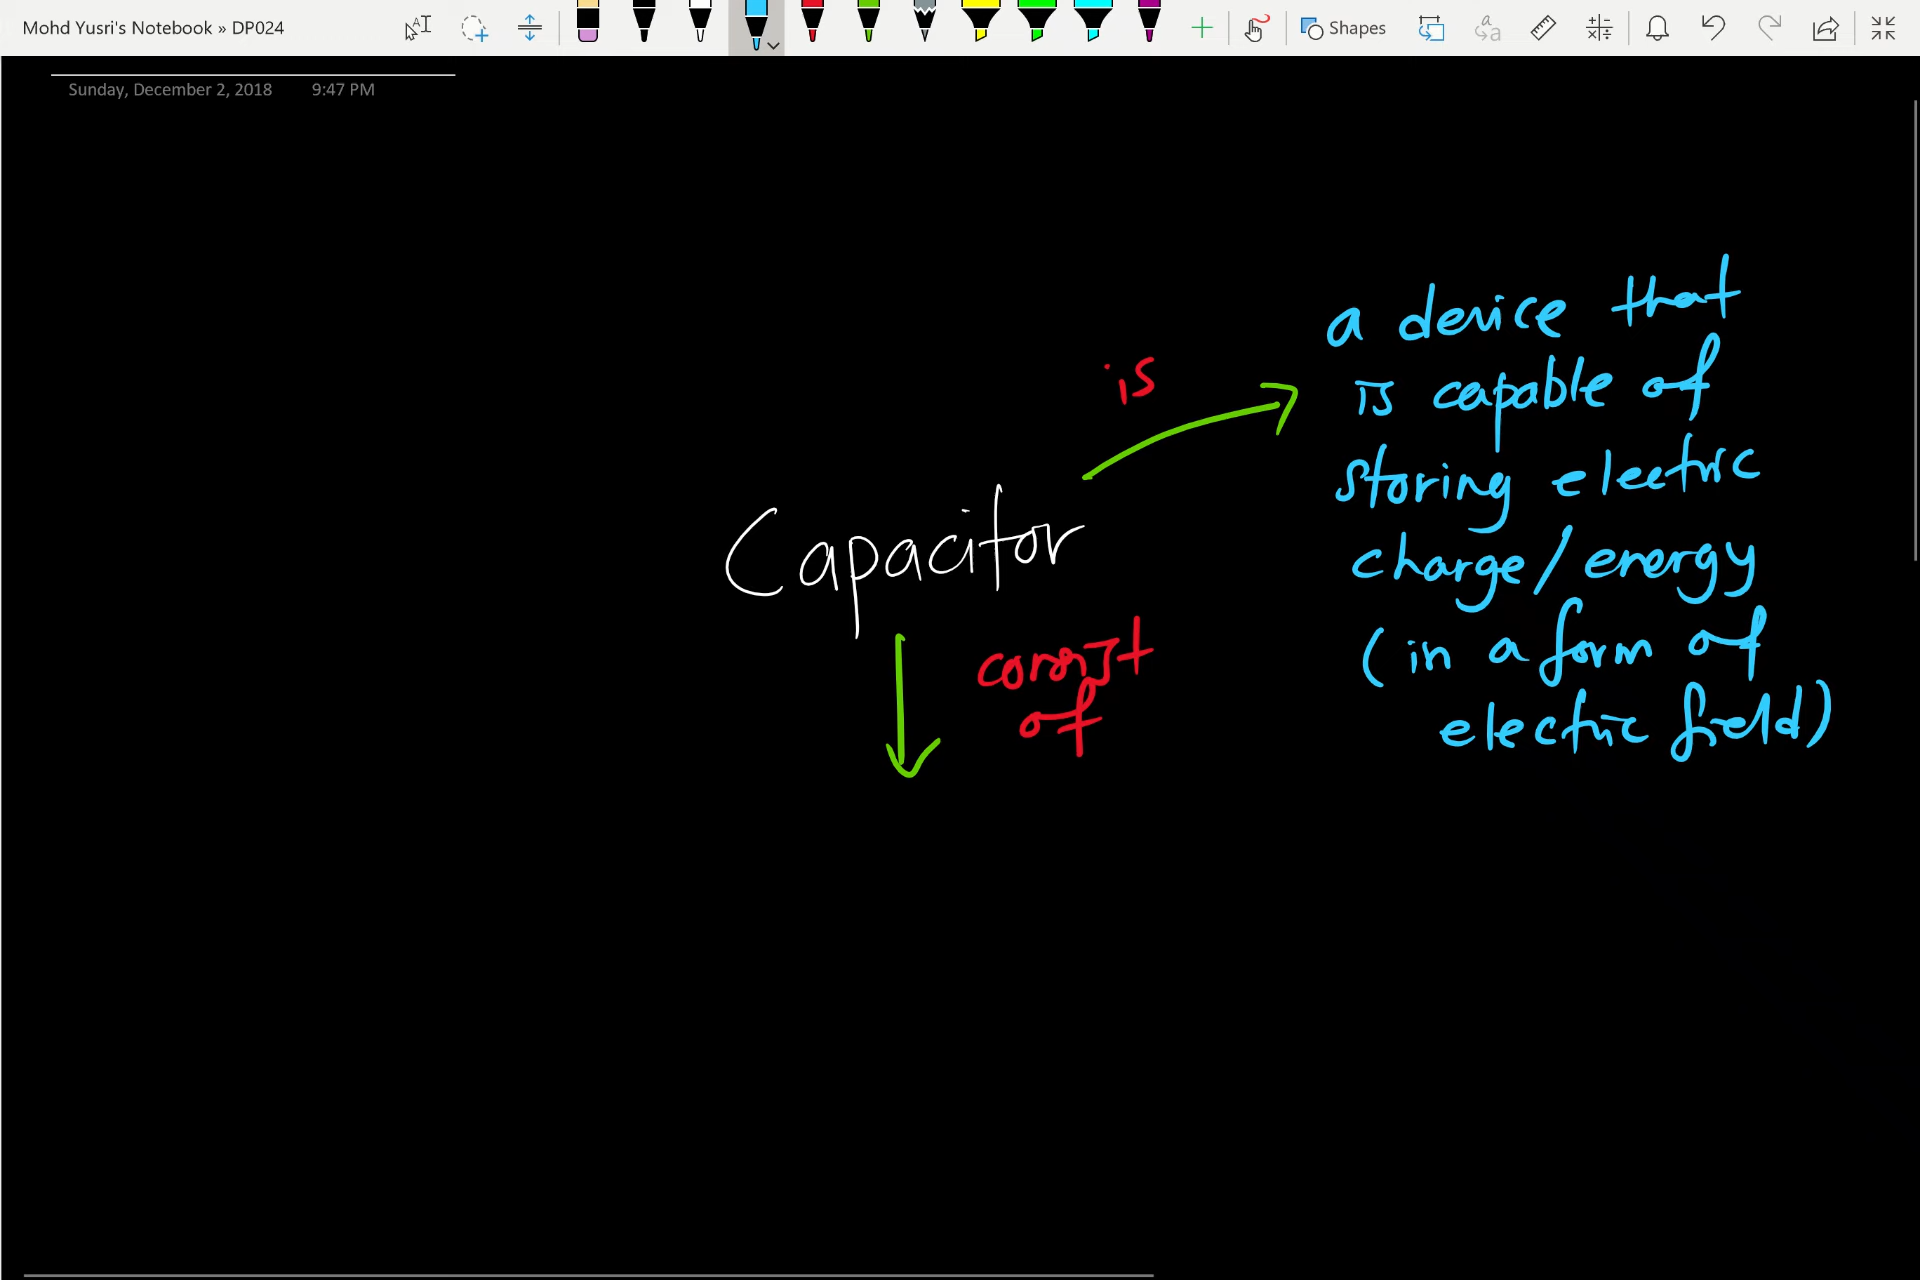 Mohd Yusri's Notebook » DP024
Shapes
Sunday, December 2, 2018 9:47 PM
a device that
is
is capable of
storing electric
Capacitor
charge/energy
consist
(in a form of
of
electric field)